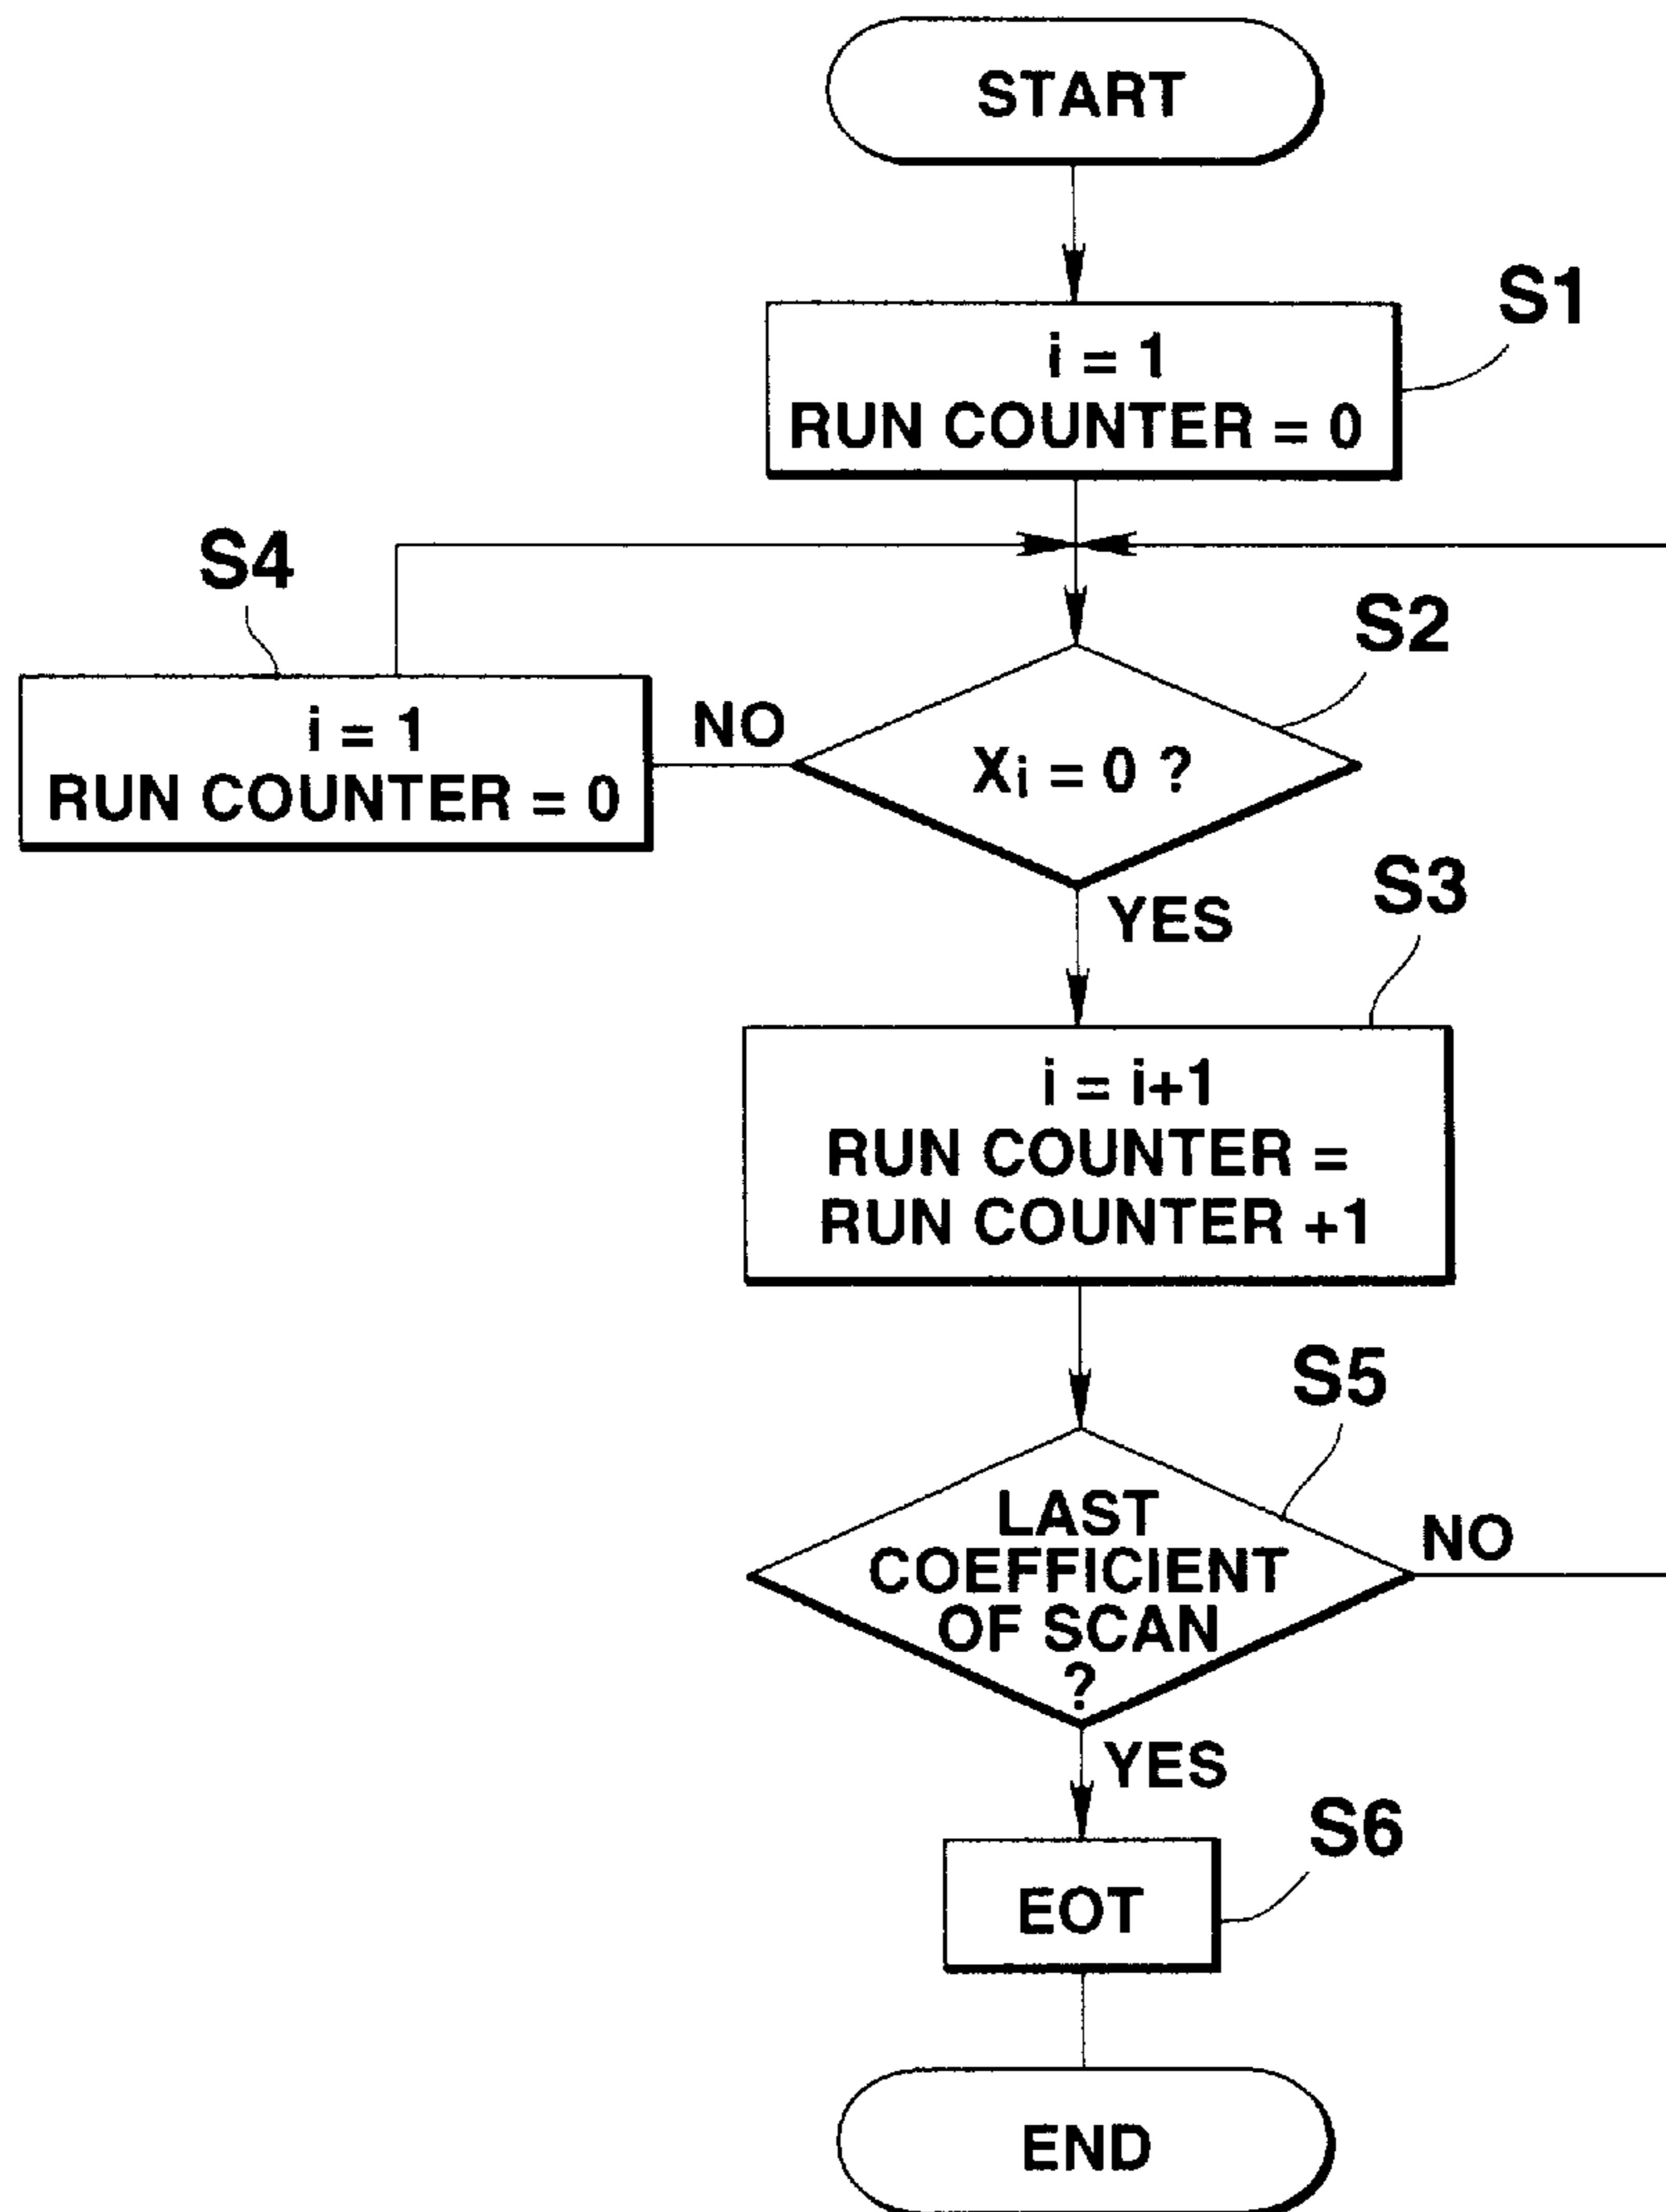 START
S1
i = 1
RUN COUNTER = 0
S4
S2
i = 1
RUN COUNTER = 0
NO
Xi = 0 ?
YES
S3
i = i+1
RUN COUNTER =
RUN COUNTER +1
S5
LAST
COEFFICIENT
OF SCAN
?
NO
YES
S6
EOT
END